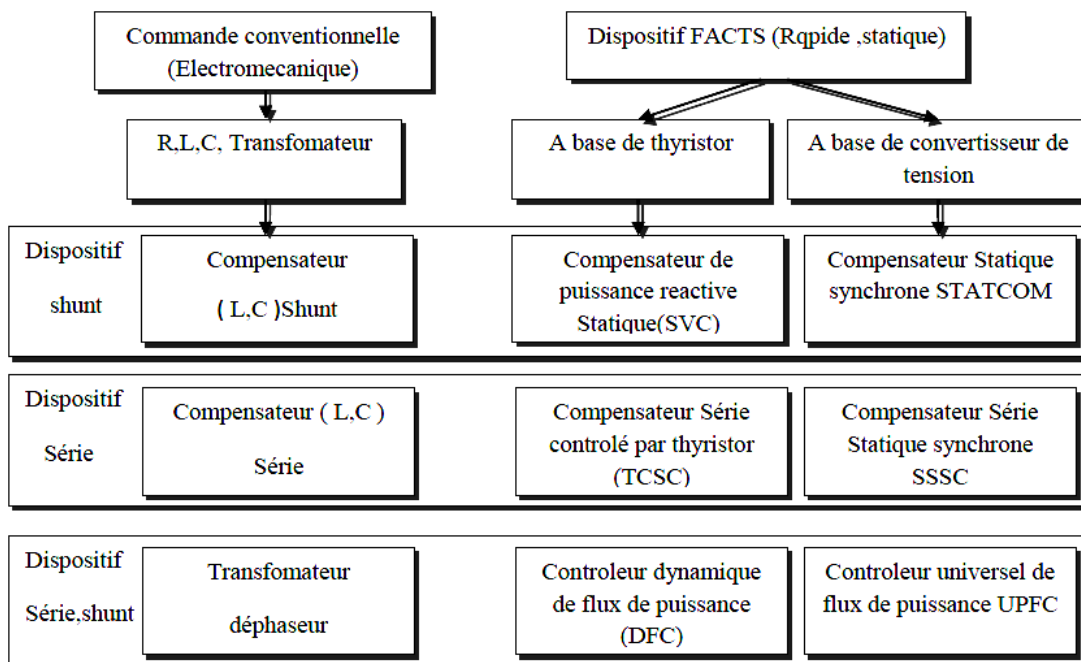 Commande conventionnelle
(Electromecanique)
Dispositif FACTS (Rqpide ,statique)
R,L,C, Transfomateur
A base de thyristor
A base de convertisseur de
tension
Dispositif
shunt
Compensateur
( L,C )Shunt
Compensateur de
puissance reactive
Statique(SVC)
Compensateur Statique
synchrone STATCOM
Dispositif
Série
Compensateur ( L,C )
Série
Compensateur Série
controlé par thyristor
(TCSC)
Compensateur Série
Statique synchrone
SSSC
Dispositif
Série,shunt
Transfomateur
déphaseur
Controleur dynamique
de flux de puissance
(DFC)
Controleur universel de
flux de puissance UPFC